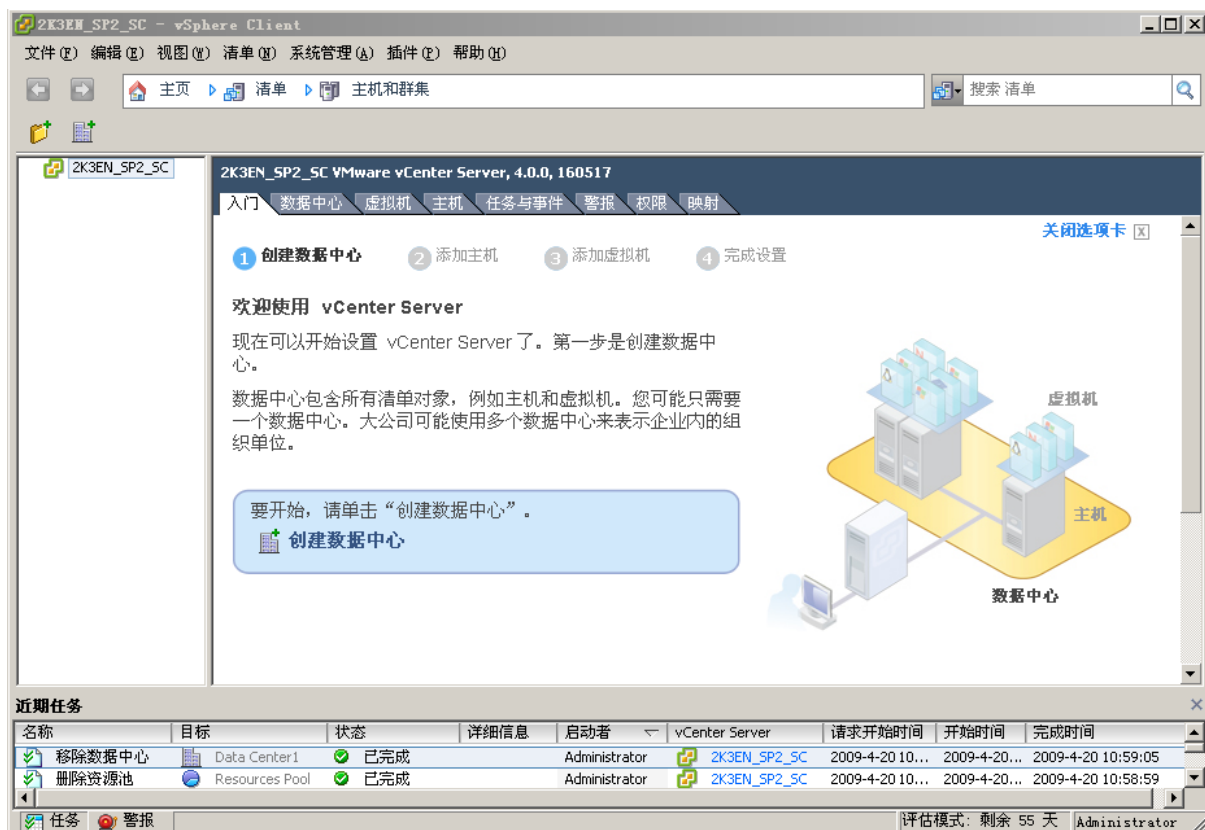 2K3EN_SP2_SC - vSphere Client
文件(F) 编辑(E) 视图(W) 清单(N) 系统管理(A) 插件(P) 帮助(H)
主页 清单 主机和群集 搜索 清单
2K3EN_SP2_SC
2K3EN_SP2_SC VMware vCenter Server, 4.0.0, 160517
入门 数据中心 虚拟机 主机 任务与事件 警报 权限 映射
关闭选项卡 X
1 创建数据中心 2 添加主机 3 添加虚拟机 4 完成设置
欢迎使用 vCenter Server
现在可以开始设置 vCenter Server 了。第一步是创建数据中
心。
数据中心包含所有清单对象，例如主机和虚拟机。您可能只需要
一个数据中心。大公司可能使用多个数据中心来表示企业内的组
织单位。
要开始，请单击“创建数据中心”。
创建数据中心
虚拟机
主机
数据中心
近期任务
名称 目标 状态 详细信息 启动者 vCenter Server 请求开始时间 开始时间 完成时间
移除数据中心 Data Center1 已完成 Administrator 2K3EN_SP2_SC 2009-4-20 10... 2009-4-20... 2009-4-20 10:59:05
删除资源池 Resources Pool 已完成 Administrator 2K3EN_SP2_SC 2009-4-20 10... 2009-4-20... 2009-4-20 10:58:59
任务 警报 评估模式: 剩余 55 天 Administrator